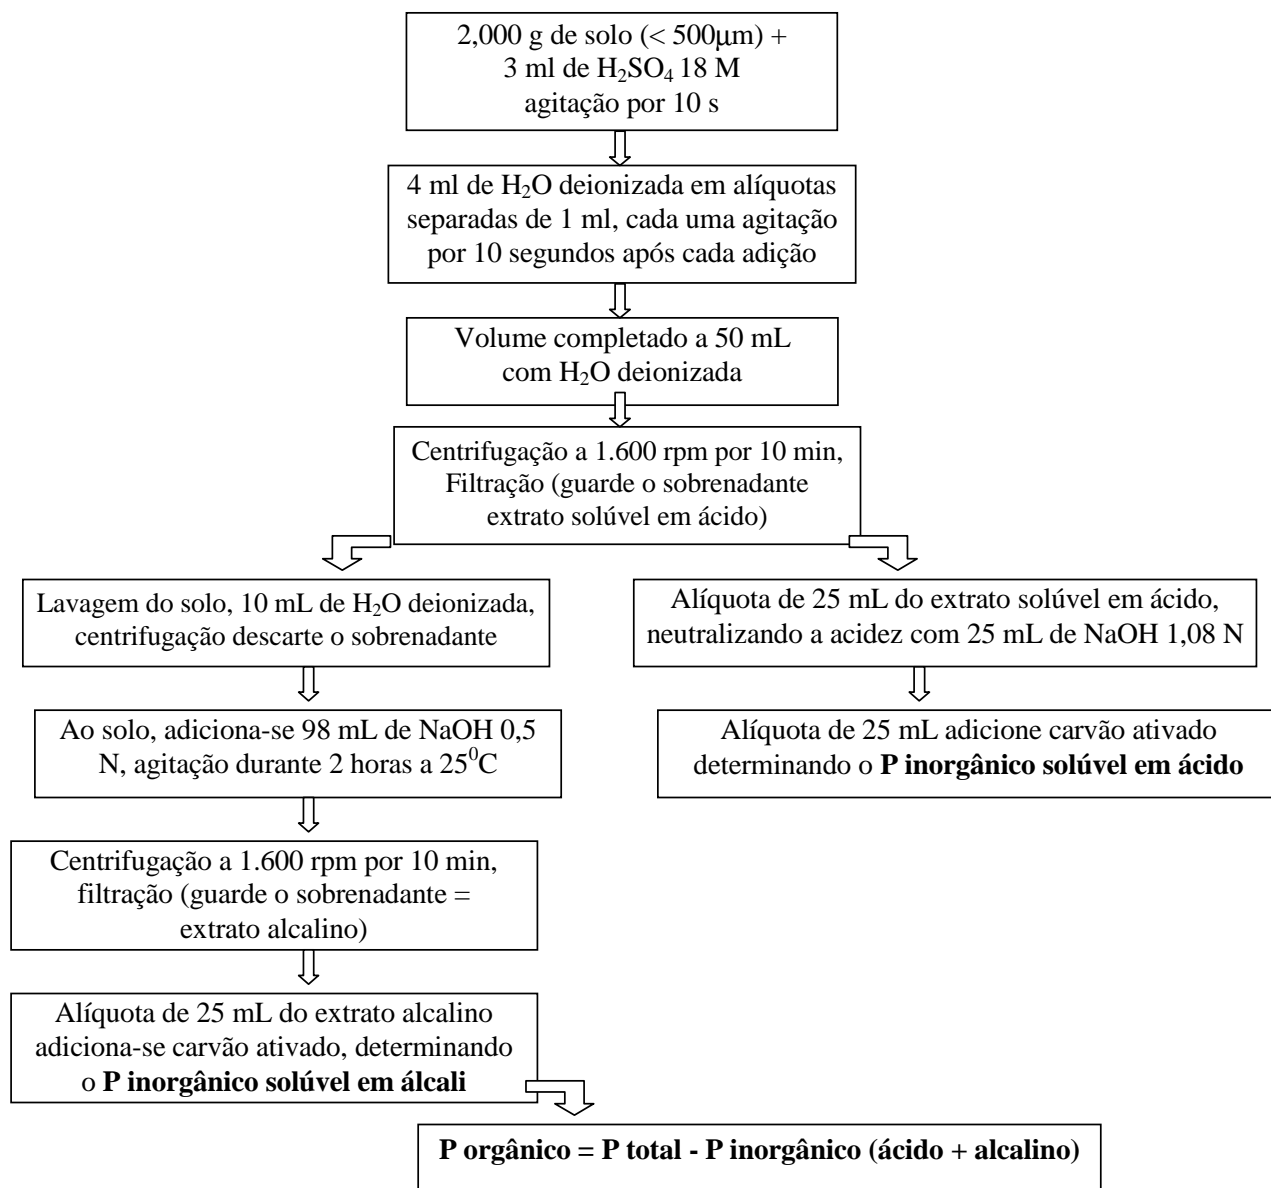 2,000 g de solo (< 500μm) +
3 ml de H₂SO₄ 18 M
agitação por 10 s
4 ml de H₂O deionizada em alíquotas
separadas de 1 ml, cada uma agitação
por 10 segundos após cada adição
Volume completado a 50 mL
com H₂O deionizada
Centrifugação a 1.600 rpm por 10 min,
Filtração (guarde o sobrenadante
extrato solúvel em ácido)
Lavagem do solo, 10 mL de H₂O deionizada,
centrifugação descarte o sobrenadante
Ao solo, adiciona-se 98 mL de NaOH 0,5
N, agitação durante 2 horas a 25⁰C
Centrifugação a 1.600 rpm por 10 min,
filtração (guarde o sobrenadante =
extrato alcalino)
Alíquota de 25 mL do extrato alcalino
adiciona-se carvão ativado, determinando
o P inorgânico solúvel em álcali
Alíquota de 25 mL do extrato solúvel em ácido,
neutralizando a acidez com 25 mL de NaOH 1,08 N
Alíquota de 25 mL adicione carvão ativado
determinando o P inorgânico solúvel em ácido
P orgânico = P total - P inorgânico (ácido + alcalino)